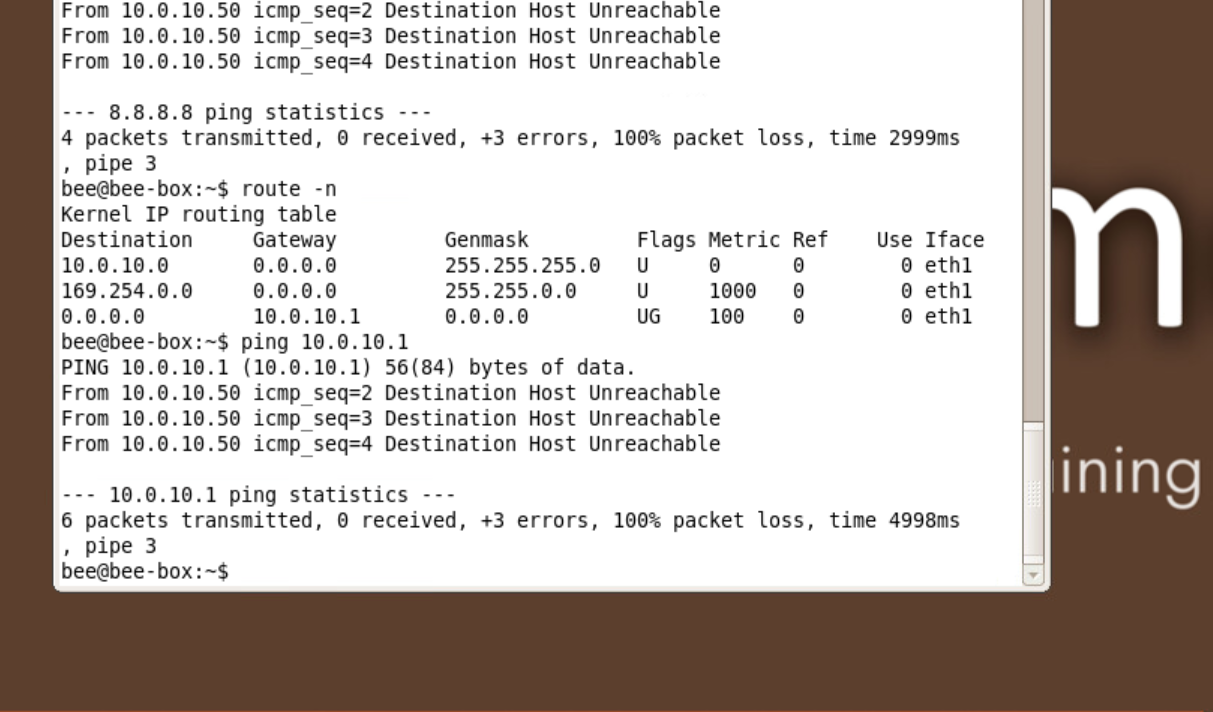 From 10.0.10.50 icmp_seq=2 Destination Host Unreachable
From 10.0.10.50 icmp_seq=3 Destination Host Unreachable
From 10.0.10.50 icmp_seq=4 Destination Host Unreachable
--- 8.8.8.8 ping statistics ---
4 packets transmitted, 0 received, +3 errors, 100% packet loss, time 2999ms
, pipe 3
bee@bee-box:~$ route -n
Kernel IP routing table
Destination     Gateway         Genmask         Flags Metric Ref    Use Iface
10.0.10.0       0.0.0.0         255.255.255.0   U     0      0        0 eth1
169.254.0.0     0.0.0.0         255.255.0.0     U     1000   0        0 eth1
0.0.0.0         10.0.10.1       0.0.0.0         UG    100    0        0 eth1
bee@bee-box:~$ ping 10.0.10.1
PING 10.0.10.1 (10.0.10.1) 56(84) bytes of data.
From 10.0.10.50 icmp_seq=2 Destination Host Unreachable
From 10.0.10.50 icmp_seq=3 Destination Host Unreachable
From 10.0.10.50 icmp_seq=4 Destination Host Unreachable
--- 10.0.10.1 ping statistics ---
6 packets transmitted, 0 received, +3 errors, 100% packet loss, time 4998ms
, pipe 3
bee@bee-box:~$
m
ining